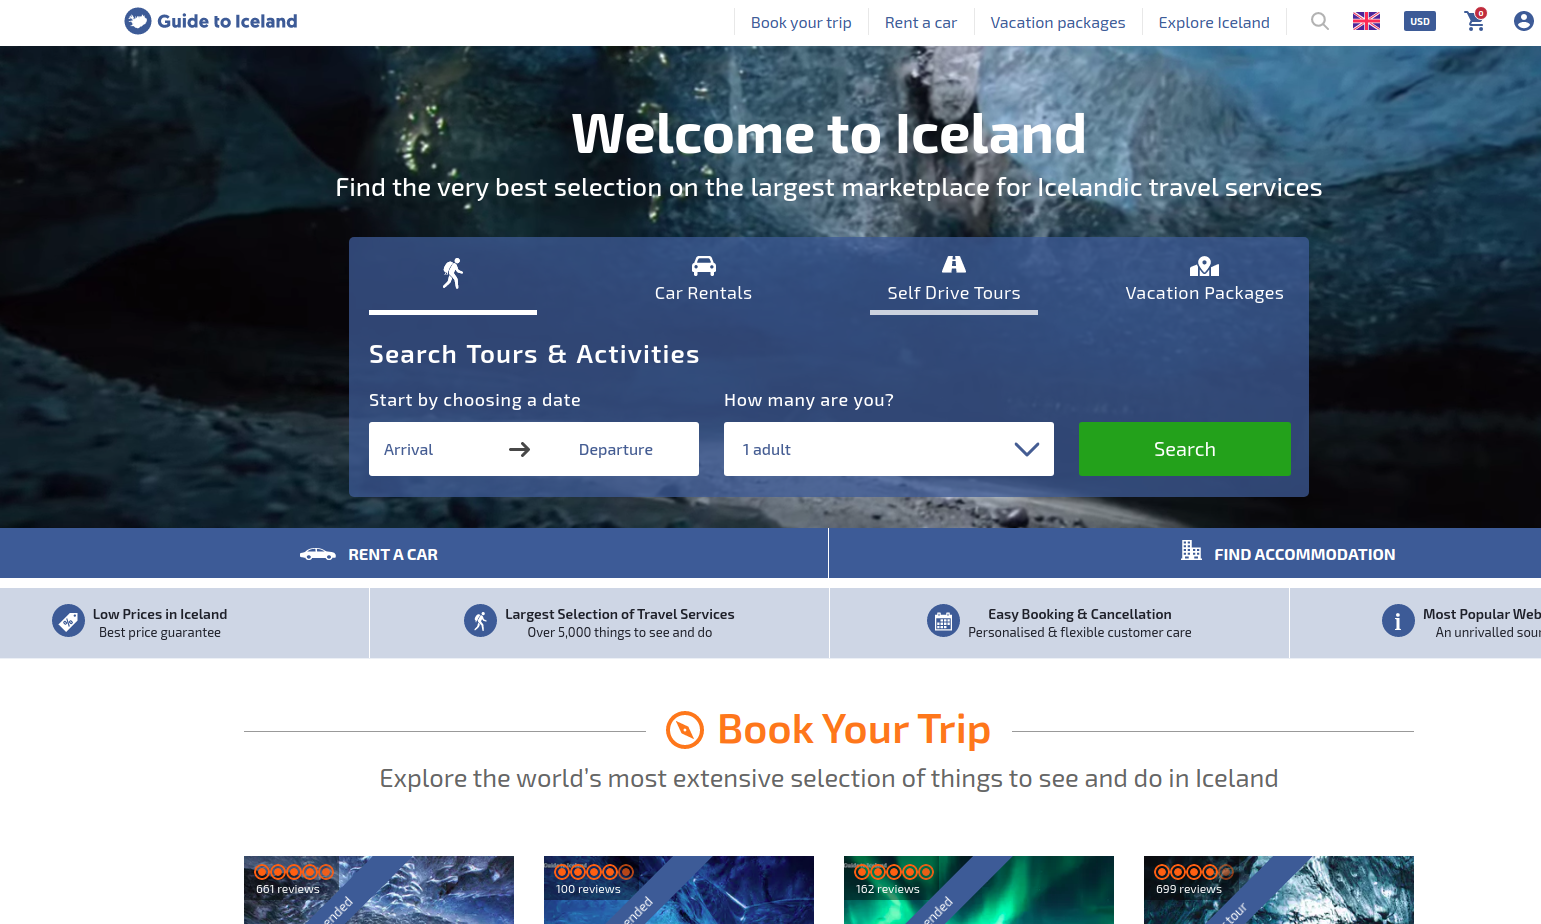 Guide to Iceland
Book your trip
Rent a car
Vacation packages
Explore Iceland
USD
0
Welcome to Iceland
Find the very best selection on the largest marketplace for Icelandic travel services
Car Rentals
Self Drive Tours
Vacation Packages
Search Tours & Activities
Start by choosing a date
How many are you?
Arrival
Departure
1 adult
Search
RENT A CAR
FIND ACCOMMODATION
Low Prices in Iceland
Best price guarantee
Largest Selection of Travel Services
Over 5,000 things to see and do
Easy Booking & Cancellation
Personalised & flexible customer care
Most Popular Web
An unrivalled sour
Book Your Trip
Explore the world's most extensive selection of things to see and do in Iceland
661 reviews
ended
100 reviews
ended
162 reviews
ended
699 reviews
tour